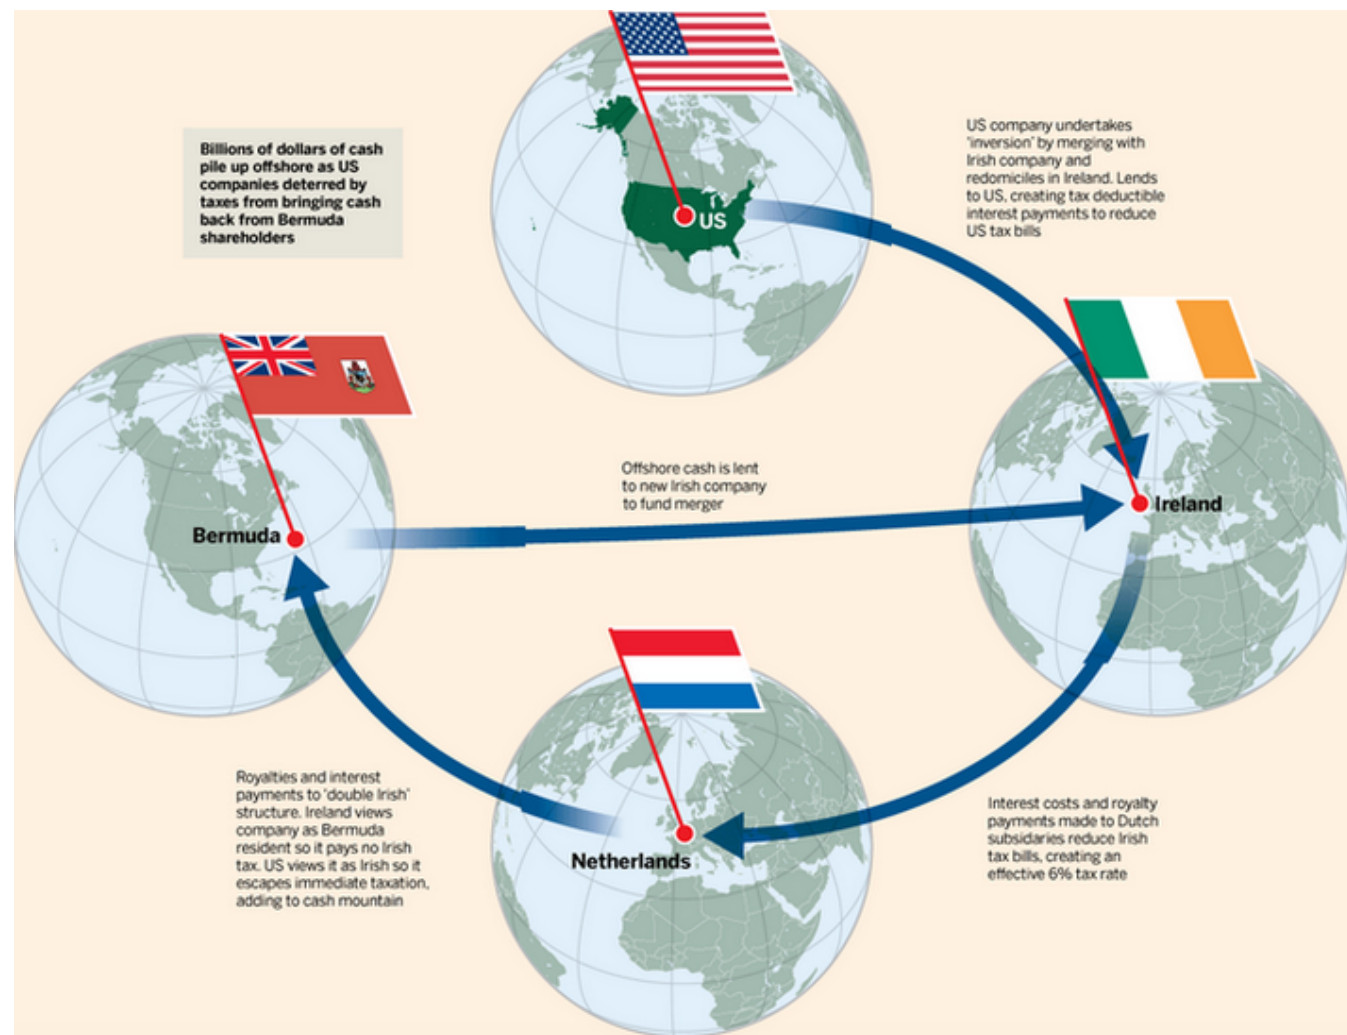 Billions of dollars of cash
pile up offshore as US
companies deterred by
taxes from bringing cash
back from Bermuda
shareholders
US
US company undertakes
'inversion' by merging with
Irish company and
redomiciles in Ireland. Lends
to US, creating tax deductible
interest payments to reduce
US tax bills
Bermuda
Offshore cash is lent
to new Irish company
to fund merger
Ireland
Netherlands
Royalties and interest
payments to 'double Irish'
structure. Ireland views
company as Bermuda
resident so it pays no Irish
tax. US views it as Irish so it
escapes immediate taxation,
adding to cash mountain
Interest costs and royalty
payments made to Dutch
subsidaries reduce Irish
tax bills, creating an
effective 6% tax rate